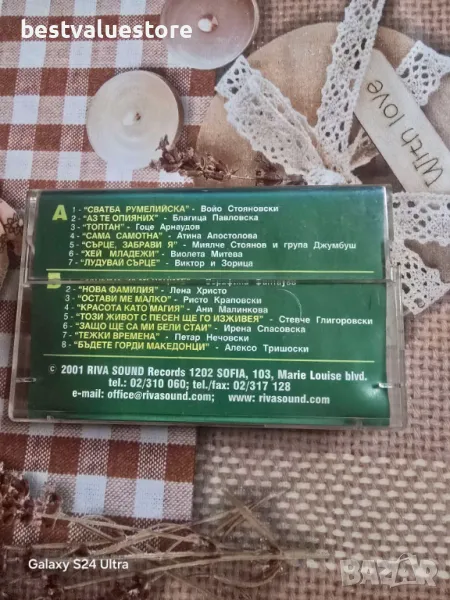 bestvaluestore
With love
A 1 - "СВАТБА РУМЕЛИЙСКА" - Войо Стояновски
2 - "АЗ ТЕ ОПИЯНИХ" - Благица Павловска
3 - "ТОПТАН" - Гоце Арнаудов
4 - "САМА САМОТНА" - Атина Апостолова
5 - "СЪРЦЕ, ЗАБРАВИ Я" - Миялче Стоянов и група Джумбуш
6 - "ХЕЙ МЛАДЕЖИ" - Виолета Митева
7 - "ЛУДУВАЙ СЪРЦЕ" - Виктор и Зорица
2 - "НОВА ФАМИЛИЯ" - Лена Христо
3 - "ОСТАВИ МЕ МАЛКО" - Ристо Краповски
4 - "КРАСОТА КАТО МАГИЯ" - Ани Малинкова
5 - "ТОЗИ ЖИВОТ С ПЕСЕН ЩЕ ГО ИЗЖИВЕЯ" - Стевче Глигоровски
6 - "ЗАЩО ЩЕ СА МИ БЕЛИ СТАИ" - Ирена Спасовска
7 - "ТЕЖКИ ВРЕМЕНА" - Петар Нечовски
8 - "БЪДЕТЕ ГОРДИ МАКЕДОНЦИ" - Алексо Тришоски
© 2001 RIVA SOUND Records 1202 SOFIA, 103, Marie Louise blvd.
tel.: 02/310 060; tel./fax: 02/317 128
e-mail: office@rivasound.com; www: rivasound.com
Galaxy S24 Ultra
BAZAR